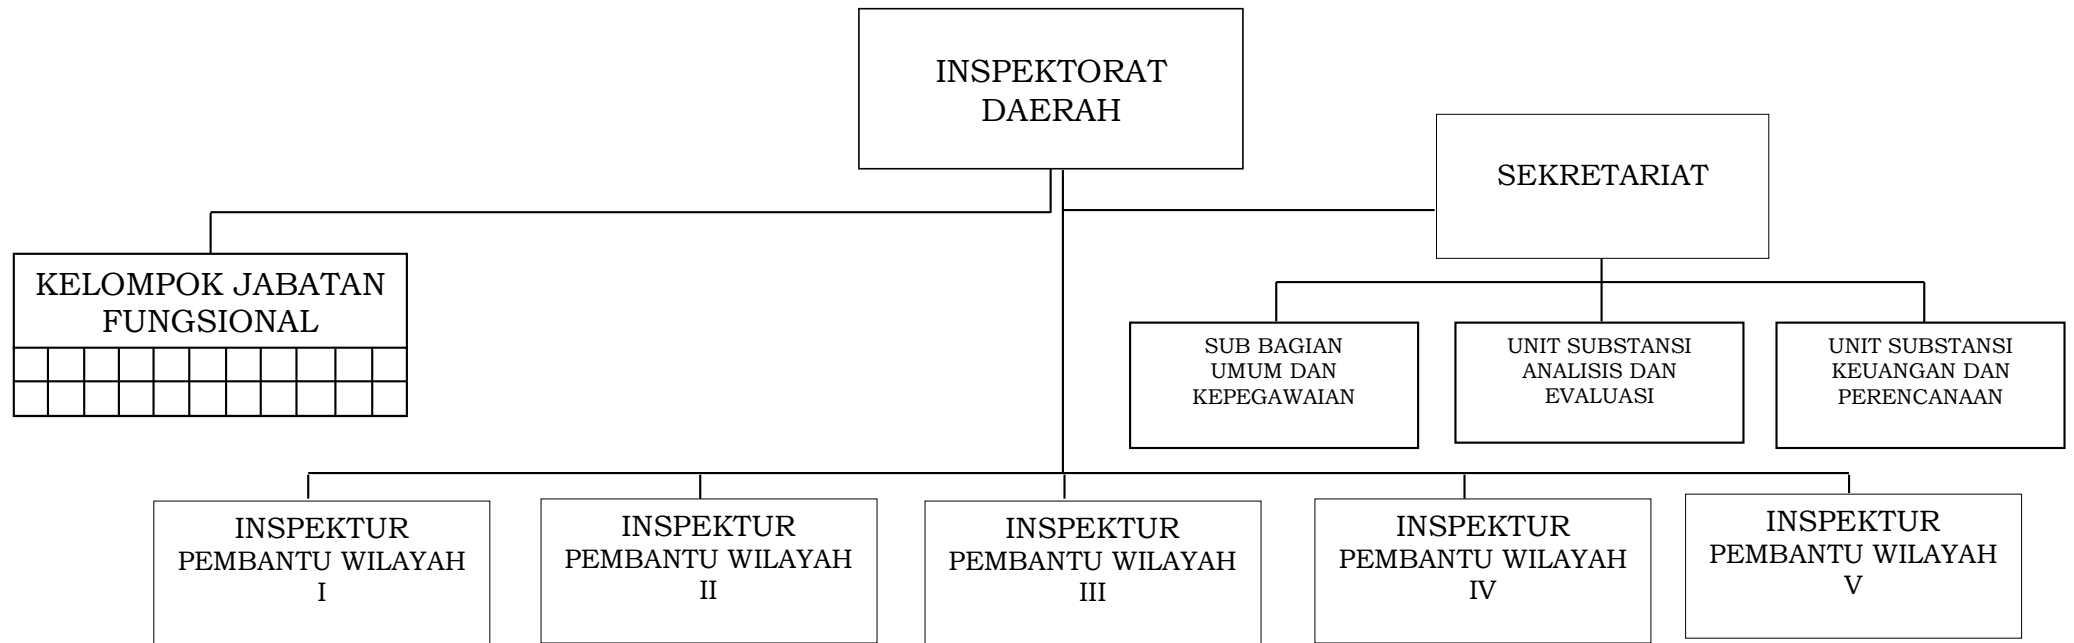 INSPEKTORAT
DAERAH
SEKRETARIAT
KELOMPOK JABATAN
FUNGSIONAL
SUB BAGIAN
UMUM DAN
KEPEGAWAIAN
UNIT SUBSTANSI
ANALISIS DAN
EVALUASI
UNIT SUBSTANSI
KEUANGAN DAN
PERENCANAAN
INSPEKTUR
PEMBANTU WILAYAH
I
INSPEKTUR
PEMBANTU WILAYAH
II
INSPEKTUR
PEMBANTU WILAYAH
III
INSPEKTUR
PEMBANTU WILAYAH
IV
INSPEKTUR
PEMBANTU WILAYAH
V